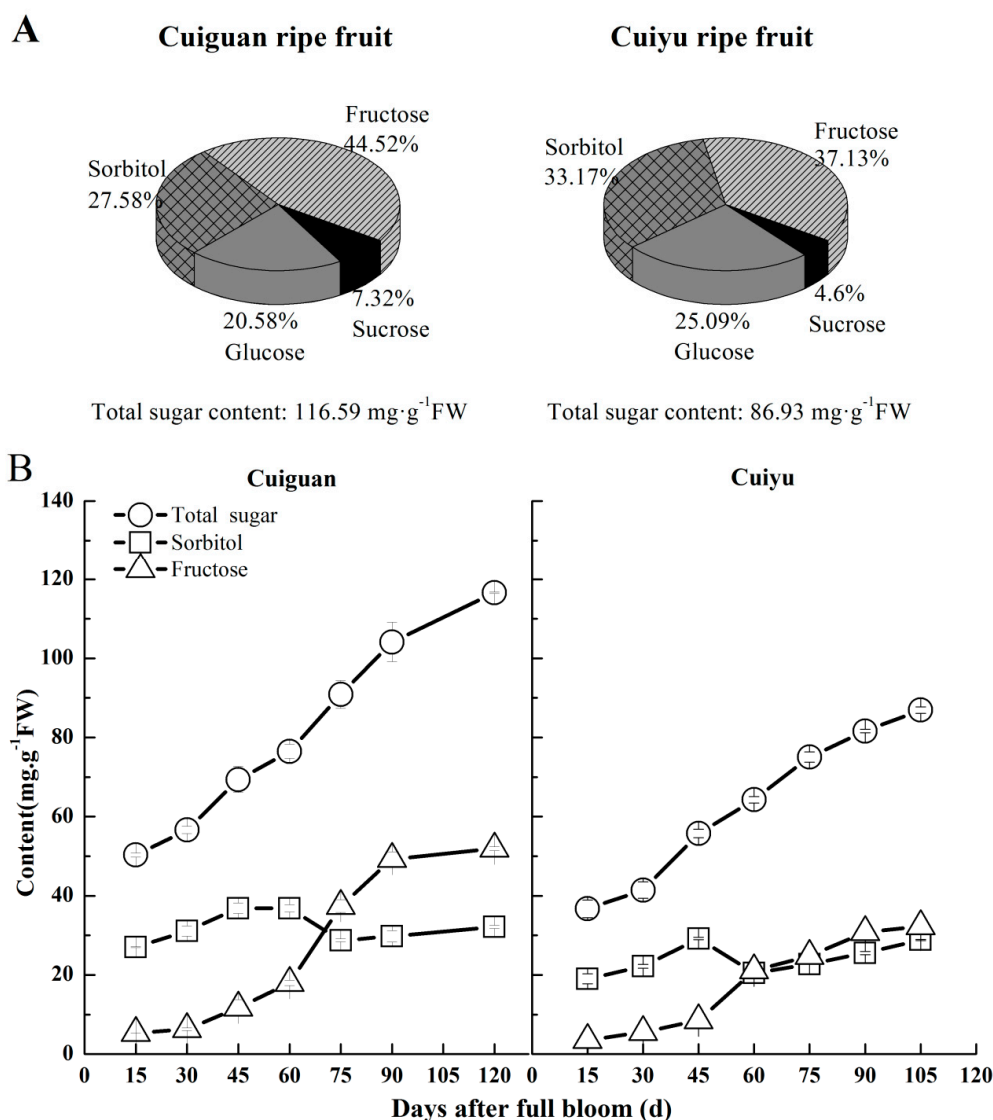 A
Cuiguan ripe fruit
Cuiyu ripe fruit
Fructose
44.52%
Sorbitol
27.58%
7.32%
Sucrose
20.58%
Glucose
Fructose
37.13%
Sorbitol
33.17%
4.6%
Sucrose
25.09%
Glucose
Total sugar content: 116.59 mg·g⁻¹FW
Total sugar content: 86.93 mg·g⁻¹FW
B
Cuiguan
Cuiyu
Total sugar
Sorbitol
Fructose
Content(mg.g⁻¹FW)
140
120
100
80
60
40
20
0
0 15 30 45 60 75 90 105 120
0 15 30 45 60 75 90 105 120
Days after full bloom (d)